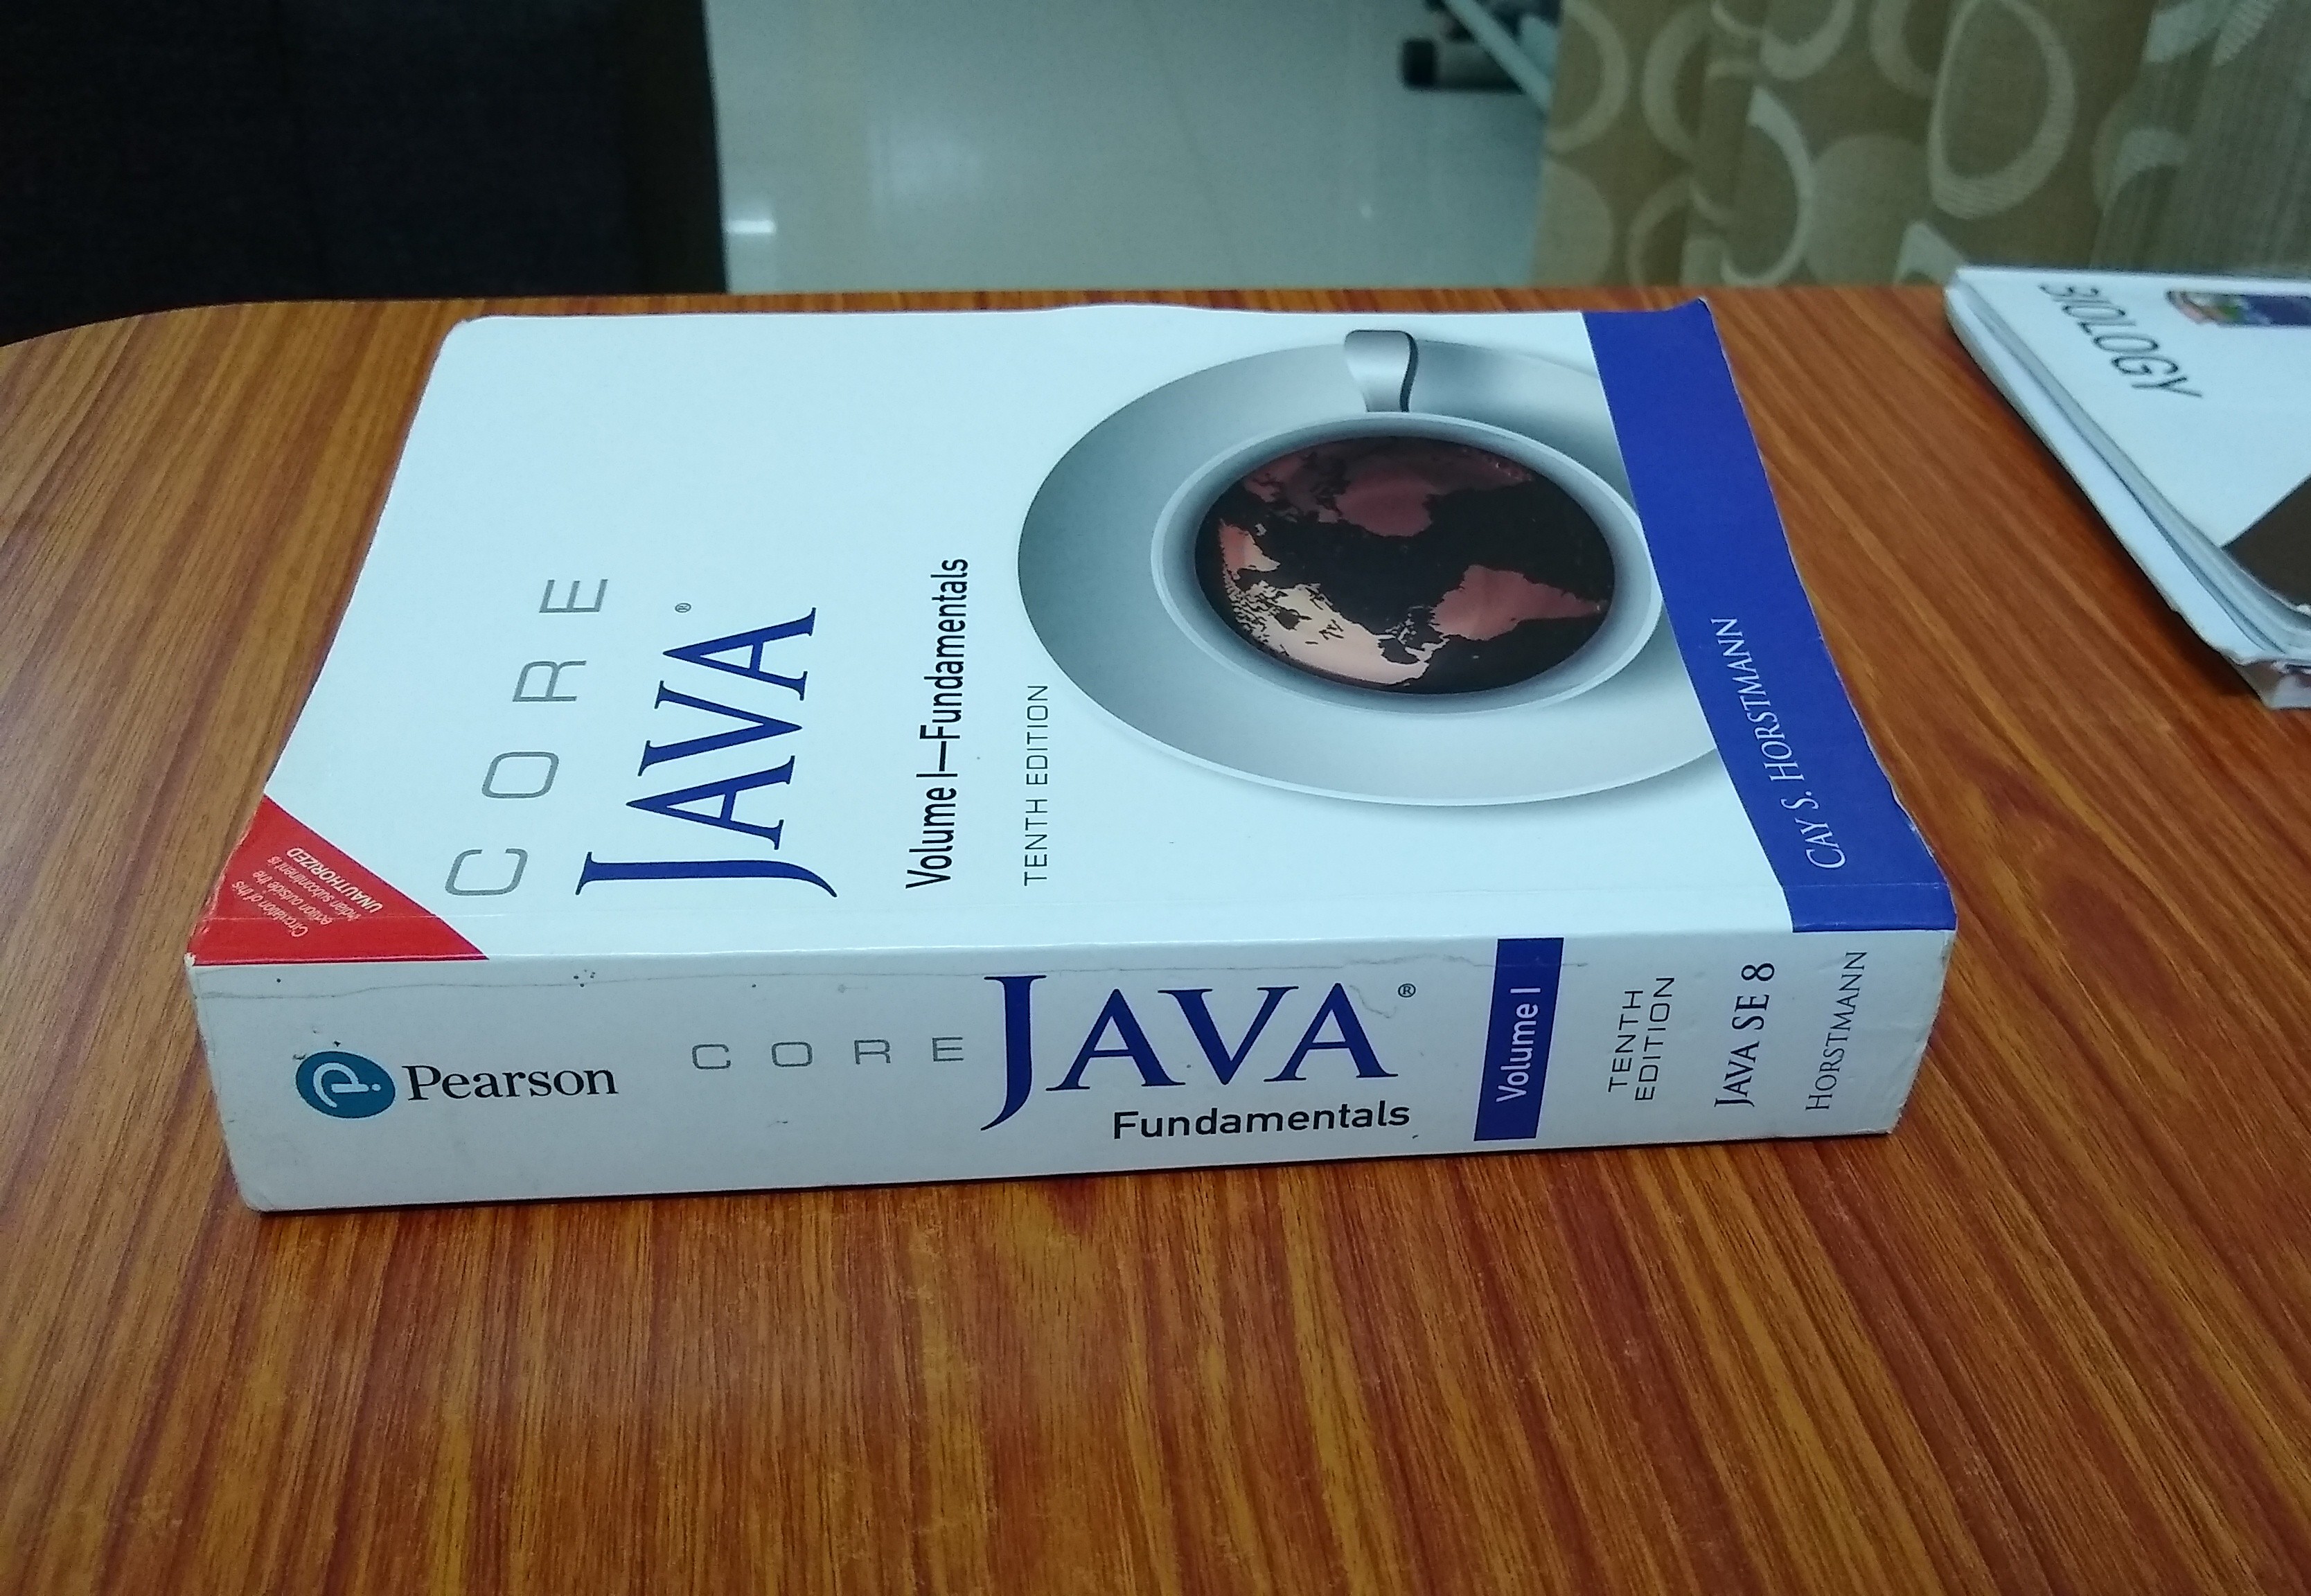 CORE
JAVA®
Volume I—Fundamentals
TENTH EDITION
CAY S. HORSTMANN
Circulation of this
edition outside the
Indian subcontinent is
UNAUTHORIZED
Pearson
CORE JAVA®
Fundamentals
Volume I
TENTH
EDITION
JAVA SE 8
HORSTMANN
BIOLOGY